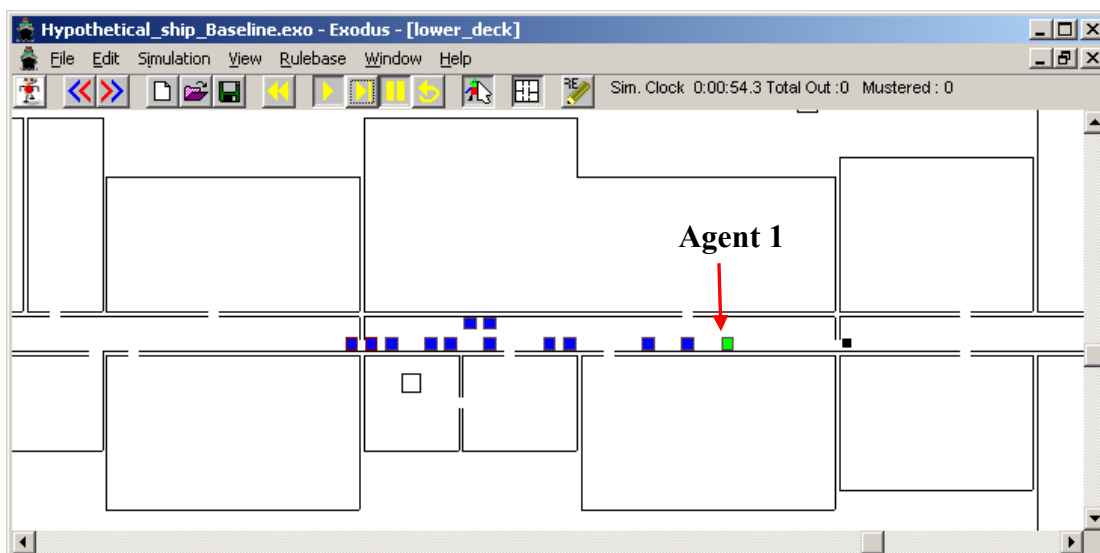 Hypothetical_ship_Baseline.exo - Exodus - [lower_deck]
File Edit Simulation View Rulebase Window Help
RE Sim. Clock 0:00:54.3 Total Out :0 Mustered : 0
Agent 1